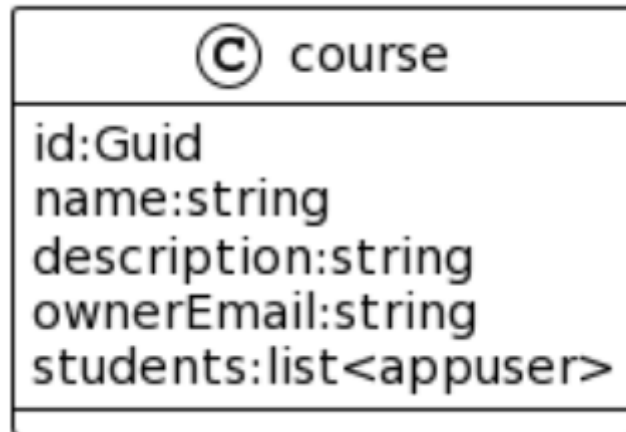 C course
id:Guid
name:string
description:string
ownerEmail:string
students:list<appuser>